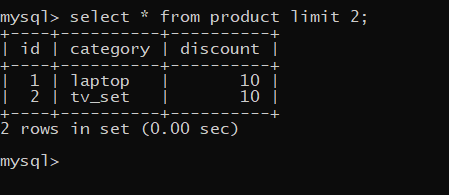 mysql> select * from product limit 2;
+----+----------+----------+
| id | category | discount |
+----+----------+----------+
|  1 | laptop   |       10 |
|  2 | tv_set   |       10 |
+----+----------+----------+
2 rows in set (0.00 sec)
mysql>